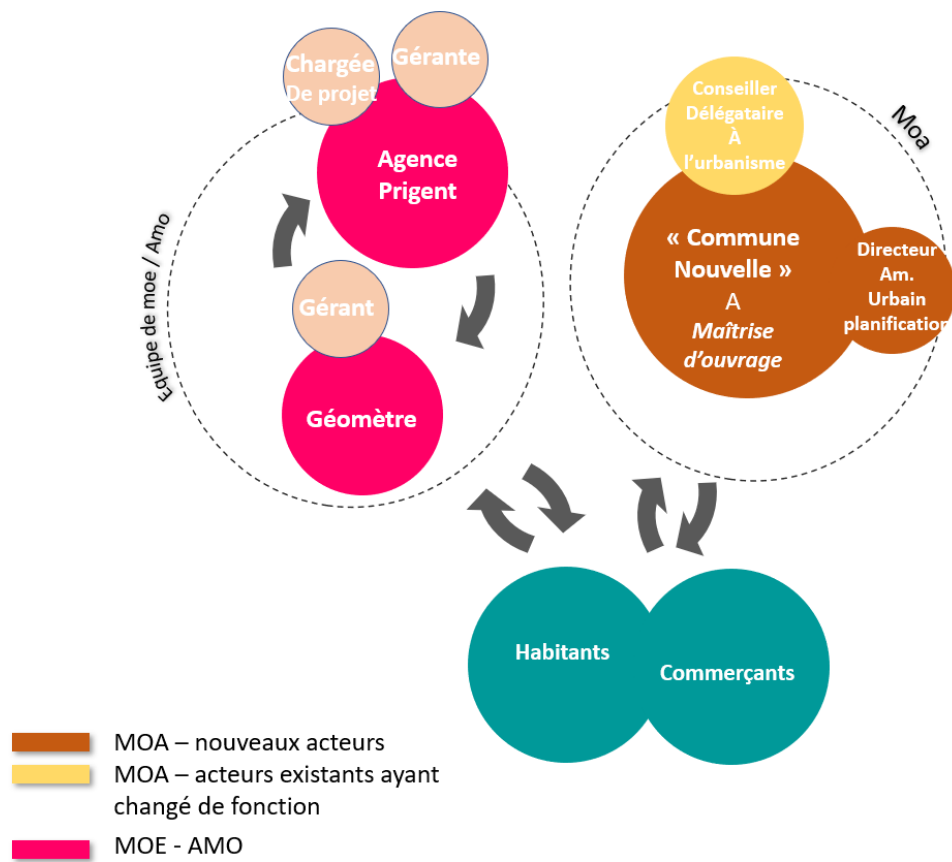 Chargée
De projet
Gérante
Agence
Prigent
Gérant
Géomètre
Equipe de moe / Amo
Conseiller
Délégataire
À
l'urbanisme
Moa
« Commune
Nouvelle »
A
Maîtrise
d'ouvrage
Directeur
Am.
Urbain
planification
Habitants
Commerçants
MOA – nouveaux acteurs
MOA – acteurs existants ayant
changé de fonction
MOE - AMO